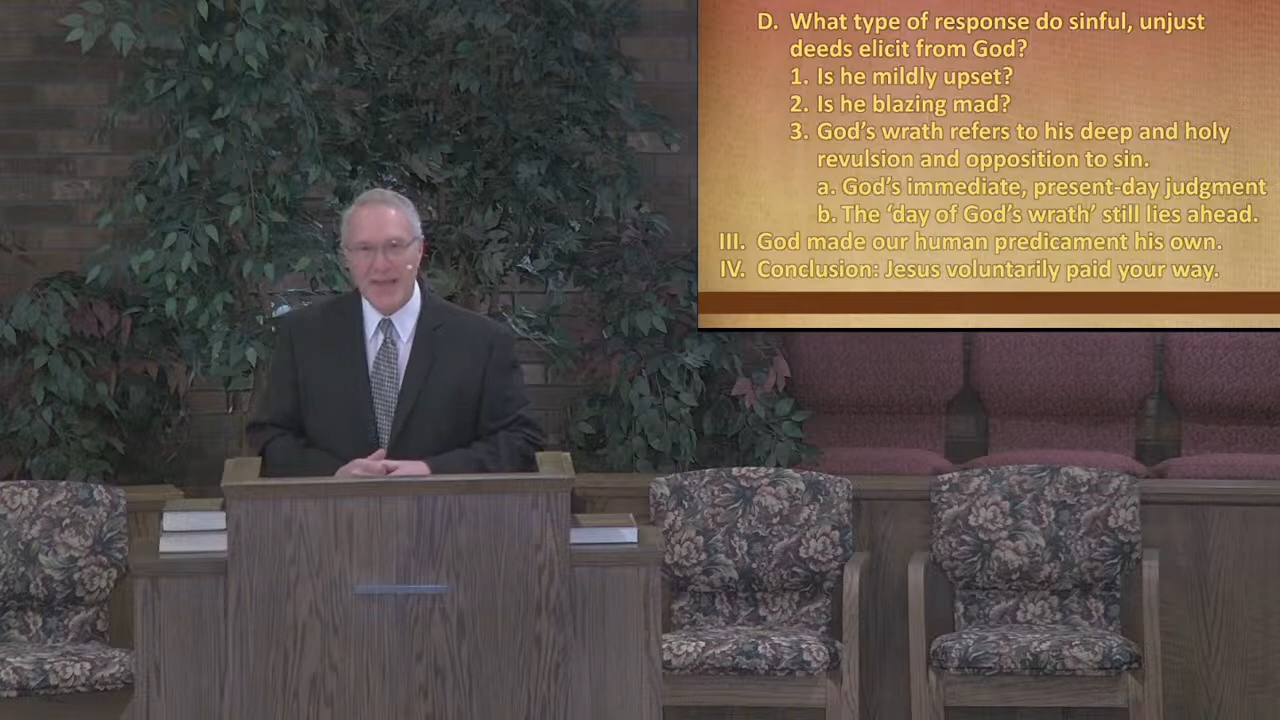 D. What type of response do sinful, unjust
deeds elicit from God?
1. Is he mildly upset?
2. Is he blazing mad?
3. God's wrath refers to his deep and holy
revulsion and opposition to sin.
a. God's immediate, present-day judgment
b. The ‘day of God’s wrath’ still lies ahead.
III. God made our human predicament his own.
IV. Conclusion: Jesus voluntarily paid your way.